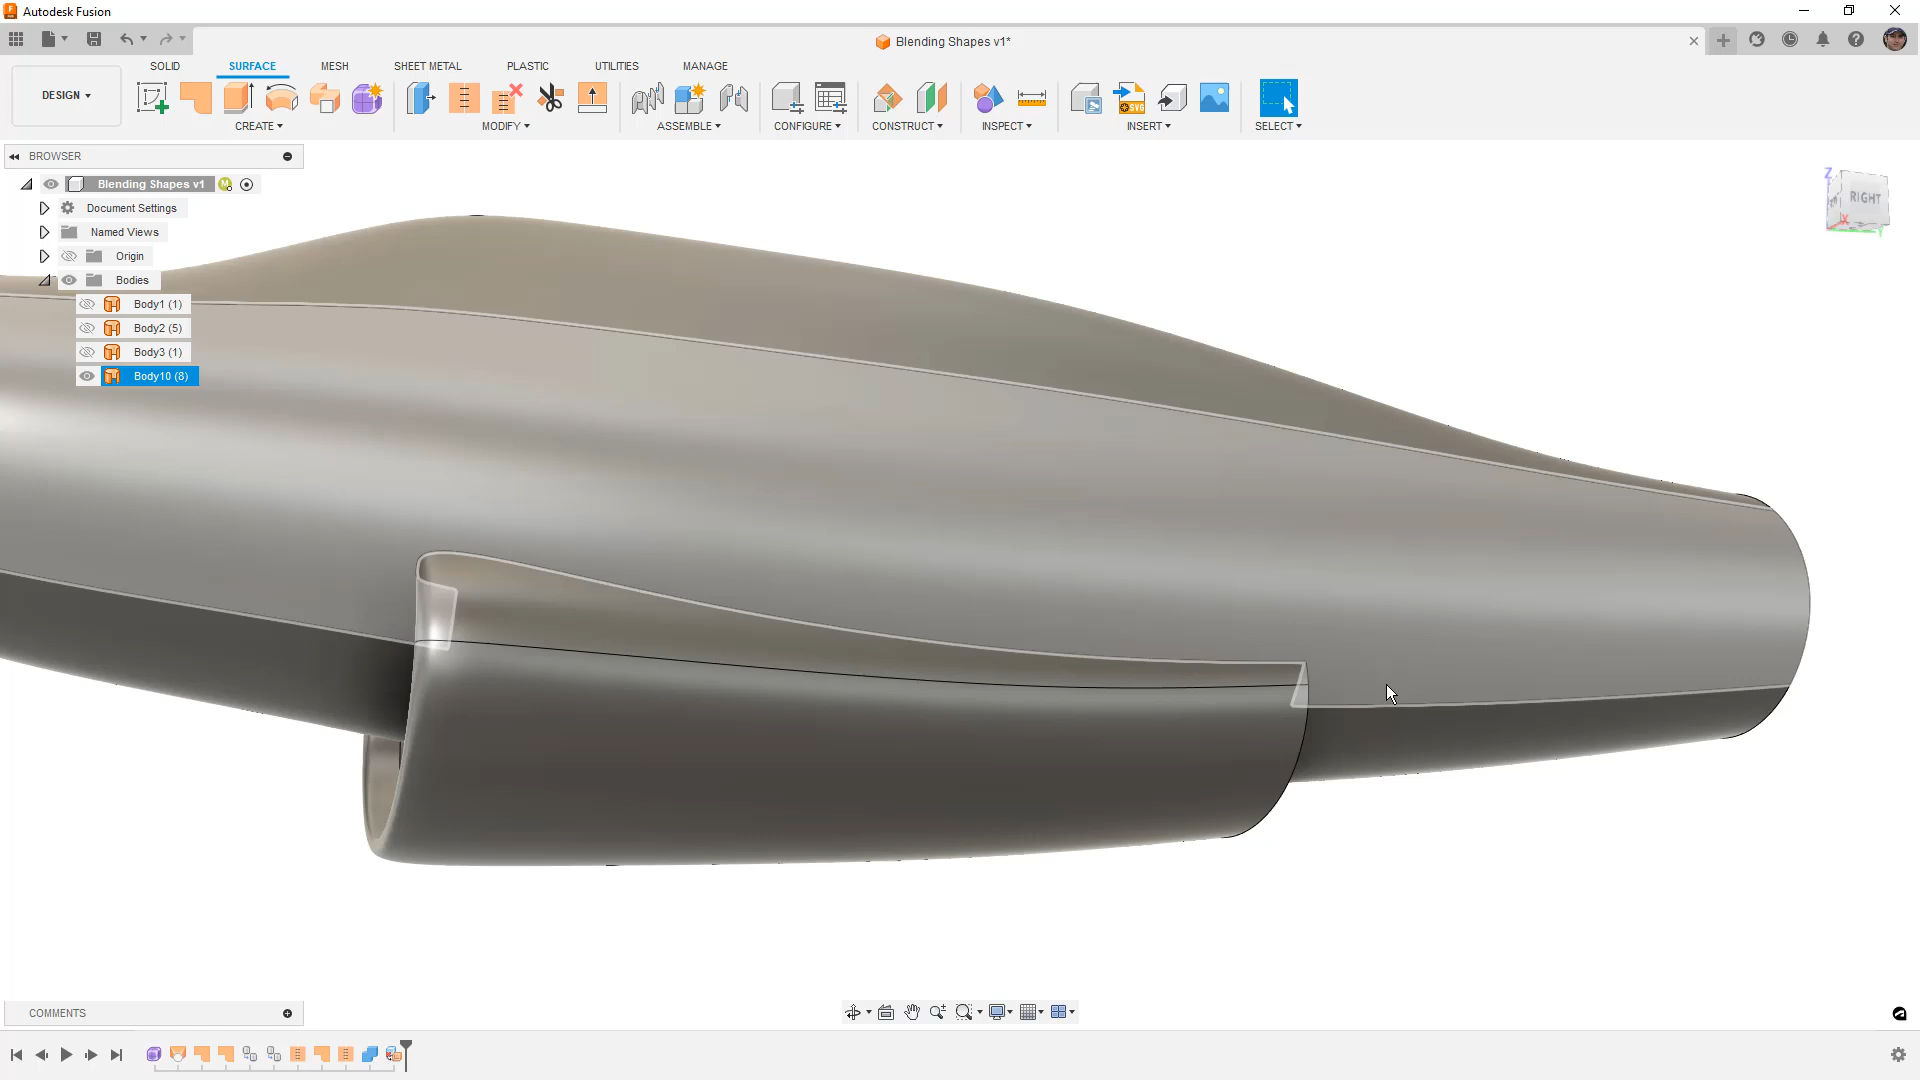 Autodesk Fusion
Blending Shapes v1*
SOLID SURFACE MESH SHEET METAL PLASTIC UTILITIES MANAGE
DESIGN
CREATE MODIFY ASSEMBLE CONFIGURE CONSTRUCT INSPECT INSERT SELECT
BROWSER
Blending Shapes v1
Document Settings
Named Views
Origin
Bodies
Body1 (1)
Body2 (5)
Body3 (1)
Body10 (8)
Z
RIGHT
X
COMMENTS